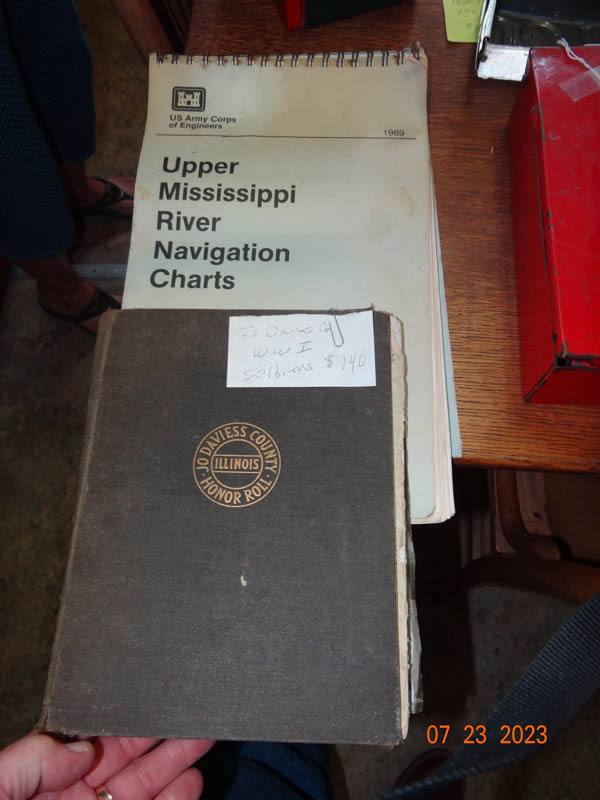 US Army Corps
of Engineers
1989
Upper
Mississippi
River
Navigation
Charts
Jo Daviess Co
WW I
Soldiers $140
JO DAVIESS COUNTY
ILLINOIS
HONOR ROLL
07 23 2023